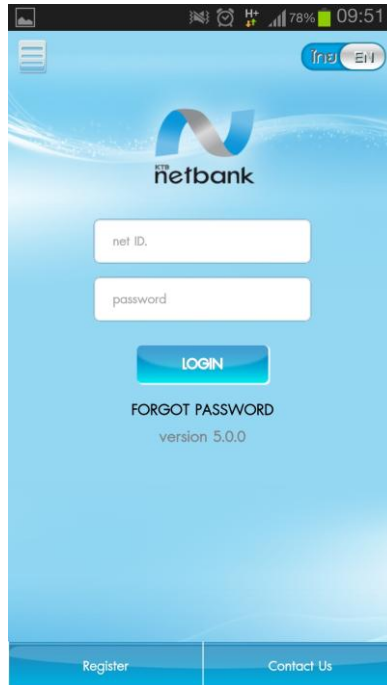 H+ 78% 09:51
ไทย EN
KTB
netbank
net ID.
password
LOGIN
FORGOT PASSWORD
version 5.0.0
Register Contact Us